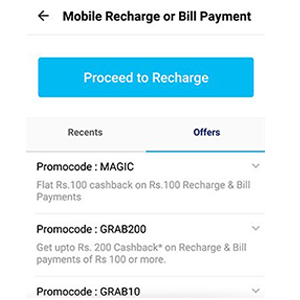 Mobile Recharge or Bill Payment
Proceed to Recharge
Recents Offers
Promocode : MAGIC
Flat Rs.100 cashback on Rs.100 Recharge & Bill
Payments
Promocode : GRAB200
Get upto Rs. 200 Cashback* on Recharge & Bill
payments of Rs 100 or more.
Promocode : GRAB10